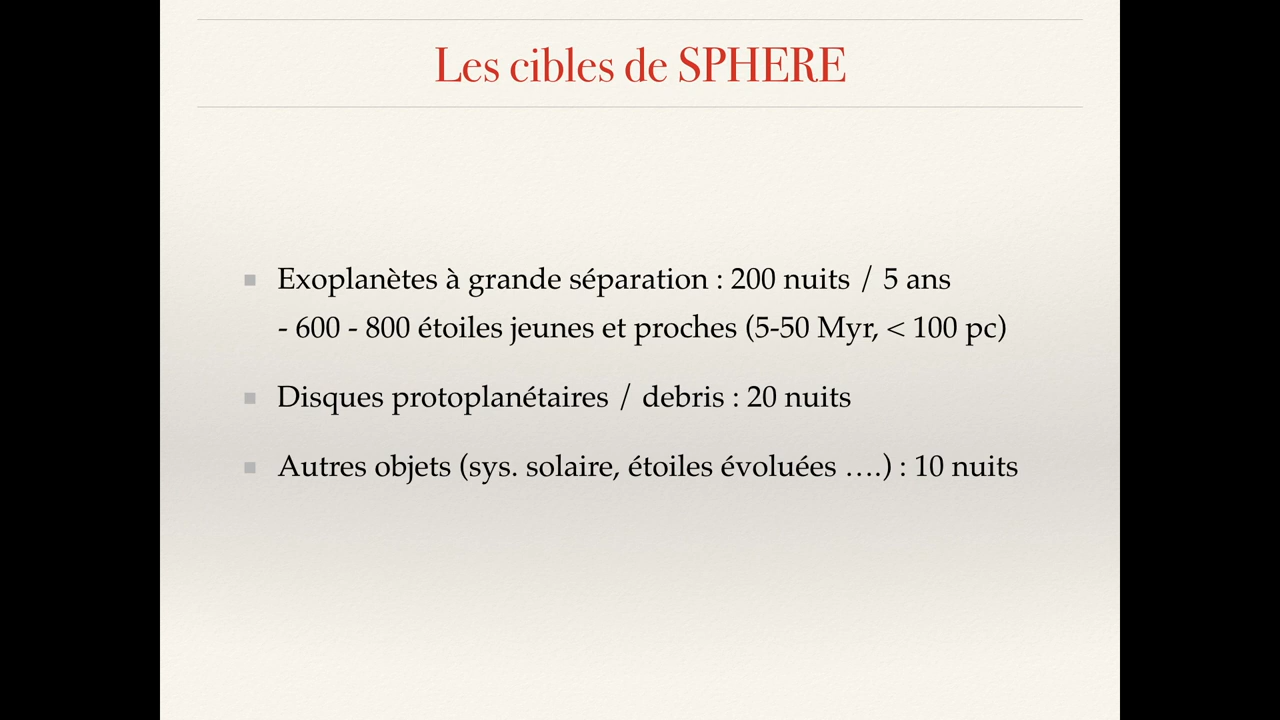 Les cibles de SPHERE
Exoplanètes à grande séparation : 200 nuits / 5 ans
- 600 - 800 étoiles jeunes et proches (5-50 Myr, < 100 pc)
Disques protoplanétaires / debris : 20 nuits
Autres objets (sys. solaire, étoiles évoluées ….) : 10 nuits